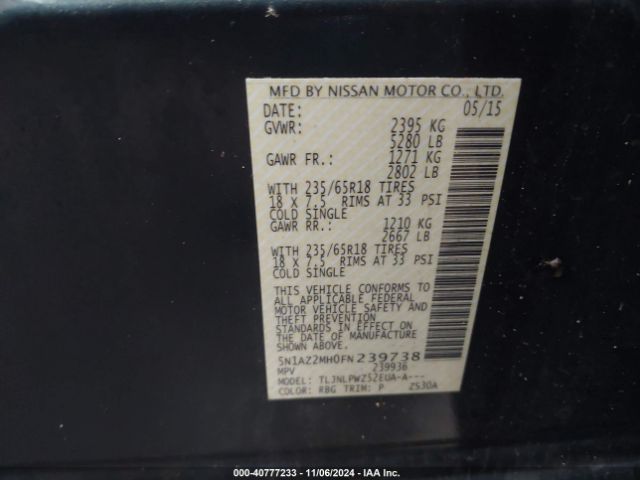 MFD BY NISSAN MOTOR CO., LTD.
DATE: 05/15
GVWR: 2395 KG
5280 LB
GAWR FR.: 1271 KG
2802 LB
WITH 235/65R18 TIRES
18 X 7.5 RIMS AT 33 PSI
COLD SINGLE
GAWR RR.: 1210 KG
2667 LB
WITH 235/65R18 TIRES
18 X 7.5 RIMS AT 33 PSI
COLD SINGLE
THIS VEHICLE CONFORMS TO
ALL APPLICABLE FEDERAL
MOTOR VEHICLE SAFETY AND
THEFT PREVENTION
STANDARDS IN EFFECT ON
THE DATE OF MANUFACTURE
SHOWN ABOVE.
5N1AZ2MH0FN 239738
MPV 239936
MODEL: TLJNLPWZ52EUA-A---
COLOR: RBG TRIM: P Z530A
000-40777233 - 11/06/2024 - IAA Inc.